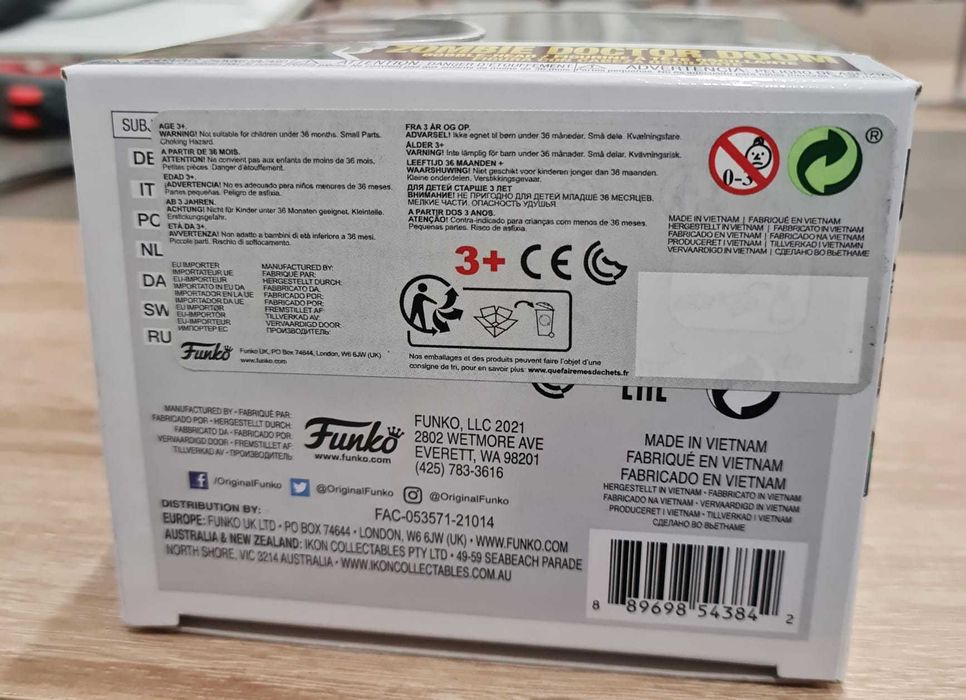 ZOMBIE DOCTOR DOOM
SUBJ
DE
IT
PO
NL
DA
SW
RU
AGE 3+.
WARNING! Not suitable for children under 36 months. Small Parts.
Choking Hazard.
A PARTIR DE 36 MOIS.
ATTENTION! Ne convient pas aux enfants de moins de 36 mois.
Petites pièces. Danger d'étouffement.
EDAD 3+.
¡ADVERTENCIA! No es adecuado para niños menores de 36 meses.
Partes pequeñas. Peligro de asfixia.
AB 3 JAHREN.
ACHTUNG! Nicht für Kinder unter 36 Monaten geeignet. Kleinteile.
Erstickungsgefahr.
ETÀ DA 3+.
AVVERTENZA! Non adatto a bambini di età inferiore a 36 mesi.
Piccole parti. Rischio di soffocamento.
FRA 3 ÅR OG OP.
ADVARSEL! Ikke egnet til børn under 36 måneder. Små dele. Kvælningsfare.
ÅLDER 3+
VARNING! Inte lämplig för barn under 36 månader. Små delar. Kvävningsrisk.
LEEFTIJD 36 MAANDEN +
WAARSHUWING! Niet geschikt voor kinderen jonger dan 36 maanden.
Kleine onderdelen. Verstikkingsgevaar.
ДЛЯ ДЕТЕЙ СТАРШЕ 3 ЛЕТ
ВНИМАНИЕ! НЕ ПРИГОДНО ДЛЯ ДЕТЕЙ МЛАДШЕ 36 МЕСЯЦЕВ.
МЕЛКИЕ ЧАСТИ. ОПАСНОСТЬ УДУШЬЯ
A PARTIR DOS 3 ANOS.
ATENÇÃO! Contra-indicado para crianças com menos de 36 meses.
Pequenas partes. Risco de asfixia.
0-3
®
MADE IN VIETNAM | FABRIQUÉ EN VIETNAM
HERGESTELLT IN VIETNAM | FABBRICATO IN VIETNAM
FABRICADO EN VIETNAM | FABRICADO NA VIETNAM
PRODUCERET I VIETNAM | TILLVERKAD I VIETNAMN
VERVAARDIGD IN VIETNAM | СДЕЛАНО ВО ВЬЕТНАМЕ
3+ CE
EU IMPORTER
IMPORTATEUR UE
EU-IMPORTEUR
IMPORTATO IN EU DA
IMPORTADOR EN LA UE
IMPORTADOR DA UE
EU IMPORTØR
EU-IMPORTÖR
EU-IMPORTEUR
ИМПОРТЕР ЕС
MANUFACTURED BY:
FABRIQUÉ PAR:
HERGESTELLT DURCH:
FABBRICATO DA:
FABRICADO POR:
FABRICADO POR:
FREMSTILLET AF:
TILLVERKAD AV:
VERVAARDIGD DOOR:
ПРОИЗВОДИТЕЛЬ:
Funko
Funko UK, PO Box 74644, London, W6 6JW (UK)
www.funko.com
Nos emballages et des produits peuvent faire l'objet d'une
consigne de tri, pour en savoir plus: www.quefairemesdechets.fr
MANUFACTURED BY • FABRIQUÉ PAR:
FABRICADO POR • HERGESTELLT DURCH:
FABBRICATO DA • FABRICADO POR:
VERVAARDIGD DOOR • FREMSTILLET AF:
TILLVERKAD AV • ПРОИЗВОДИТЕЛЬ:
Funko
www.funko.com
FUNKO, LLC 2021
2802 WETMORE AVE
EVERETT, WA 98201
(425) 783-3616
/OriginalFunko @OriginalFunko @OriginalFunko
FAC-053571-21014
DISTRIBUTION BY:
EUROPE: FUNKO UK LTD • PO BOX 74644 • LONDON, W6 6JW (UK) • WWW.FUNKO.COM
AUSTRALIA & NEW ZEALAND: IKON COLLECTABLES PTY LTD • 49-59 SEABEACH PARADE
NORTH SHORE, VIC 3214 AUSTRALIA • WWW.IKONCOLLECTABLES.COM.AU
MADE IN VIETNAM
FABRIQUÉ EN VIETNAM
FABRICADO EN VIETNAM
HERGESTELLT IN VIETNAM • FABBRICATO IN VIETNAM
FABRICADO NA VIETNAM • VERVAARDIGD IN VIETNAM
PRODUCERET I VIETNAM • TILLVERKAD I VIETNAM
СДЕЛАНО ВО ВЬЕТНАМЕ
8 89698 54384 2